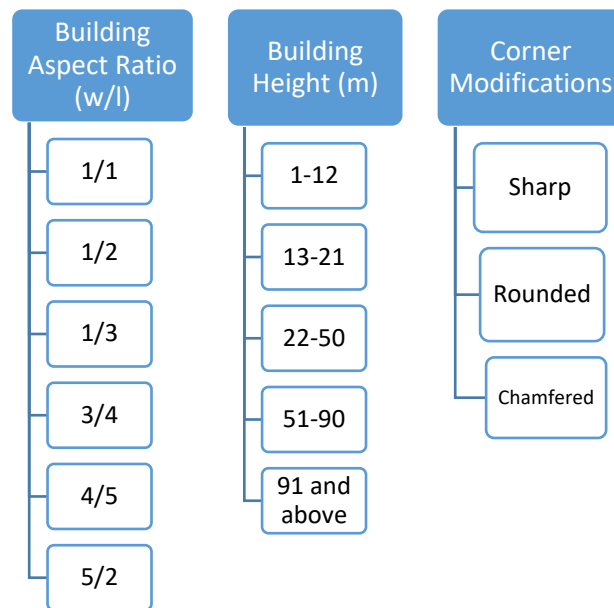 Building
Aspect Ratio
(w/l)
1/1
1/2
1/3
3/4
4/5
5/2
Building
Height (m)
1-12
13-21
22-50
51-90
91 and
above
Corner
Modifications
Sharp
Rounded
Chamfered